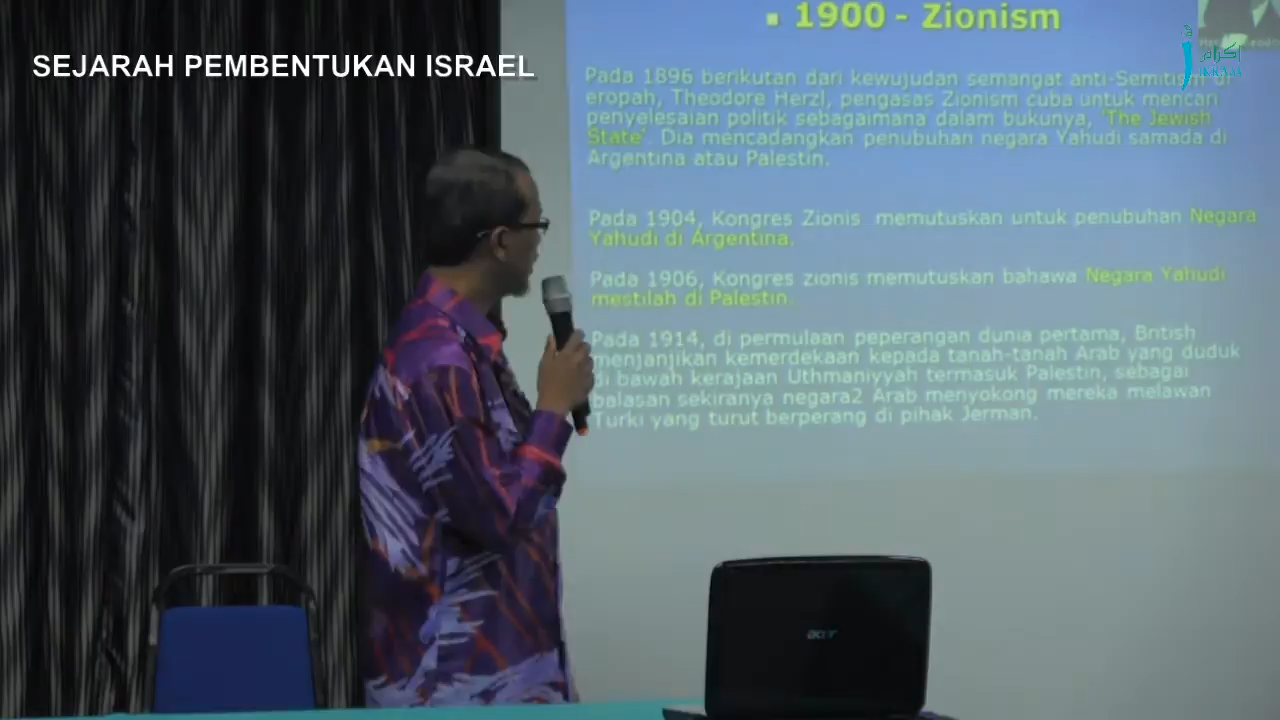 SEJARAH PEMBENTUKAN ISRAEL
1900 - Zionism
اكرام
IKRAM
Pada 1896 berikutan dari kewujudan semangat anti-Semitism di
eropah, Theodore Herzl, pengasas Zionism cuba untuk mencari
penyelesaian politik sebagaimana dalam bukunya, 'The Jewish
State'. Dia mencadangkan penubuhan negara Yahudi samada di
Argentina atau Palestin.
Pada 1904, Kongres Zionis memutuskan untuk penubuhan Negara
Yahudi di Argentina.
Pada 1906, Kongres zionis memutuskan bahawa Negara Yahudi
mestilah di Palestin.
Pada 1914, di permulaan peperangan dunia pertama, British
menjanjikan kemerdekaan kepada tanah-tanah Arab yang duduk
di bawah kerajaan Uthmaniyyah termasuk Palestin, sebagai
balasan sekiranya negara2 Arab menyokong mereka melawan
Turki yang turut berperang di pihak Jerman.
acer